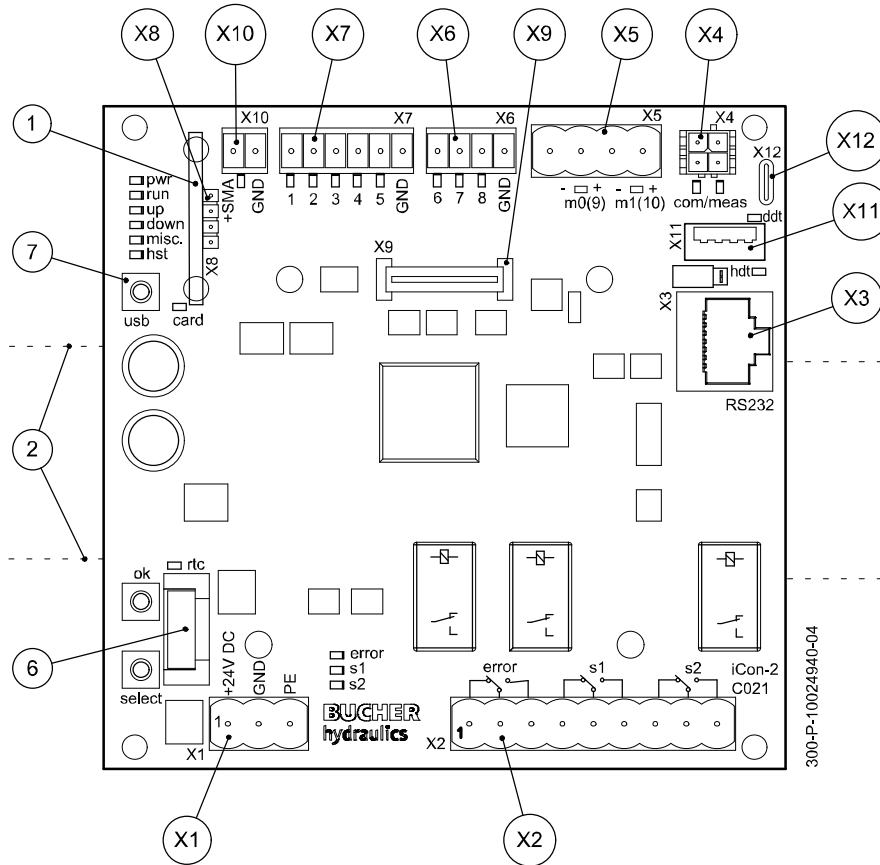 X8
X10
X7
X6
X9
X5
X4
1
X10
X7
X6
X5
X4
X12
X12
pwr
run
up
down
misc.
hst
+SMA
GND
1
2
3
4
5
GND
6
7
8
GND
- +
m0(9)
- +
m1(10)
com/meas
ddt
X11
X11
X8
X9
7
usb
card
hdt
X3
X3
RS232
2
ok
rtc
6
select
+24V DC
GND
PE
error
s1
s2
error
s1
s2
iCon-2
C021
1
X1
BUCHER
hydraulics
X2
1
300-P-10024940-04
X1
X2